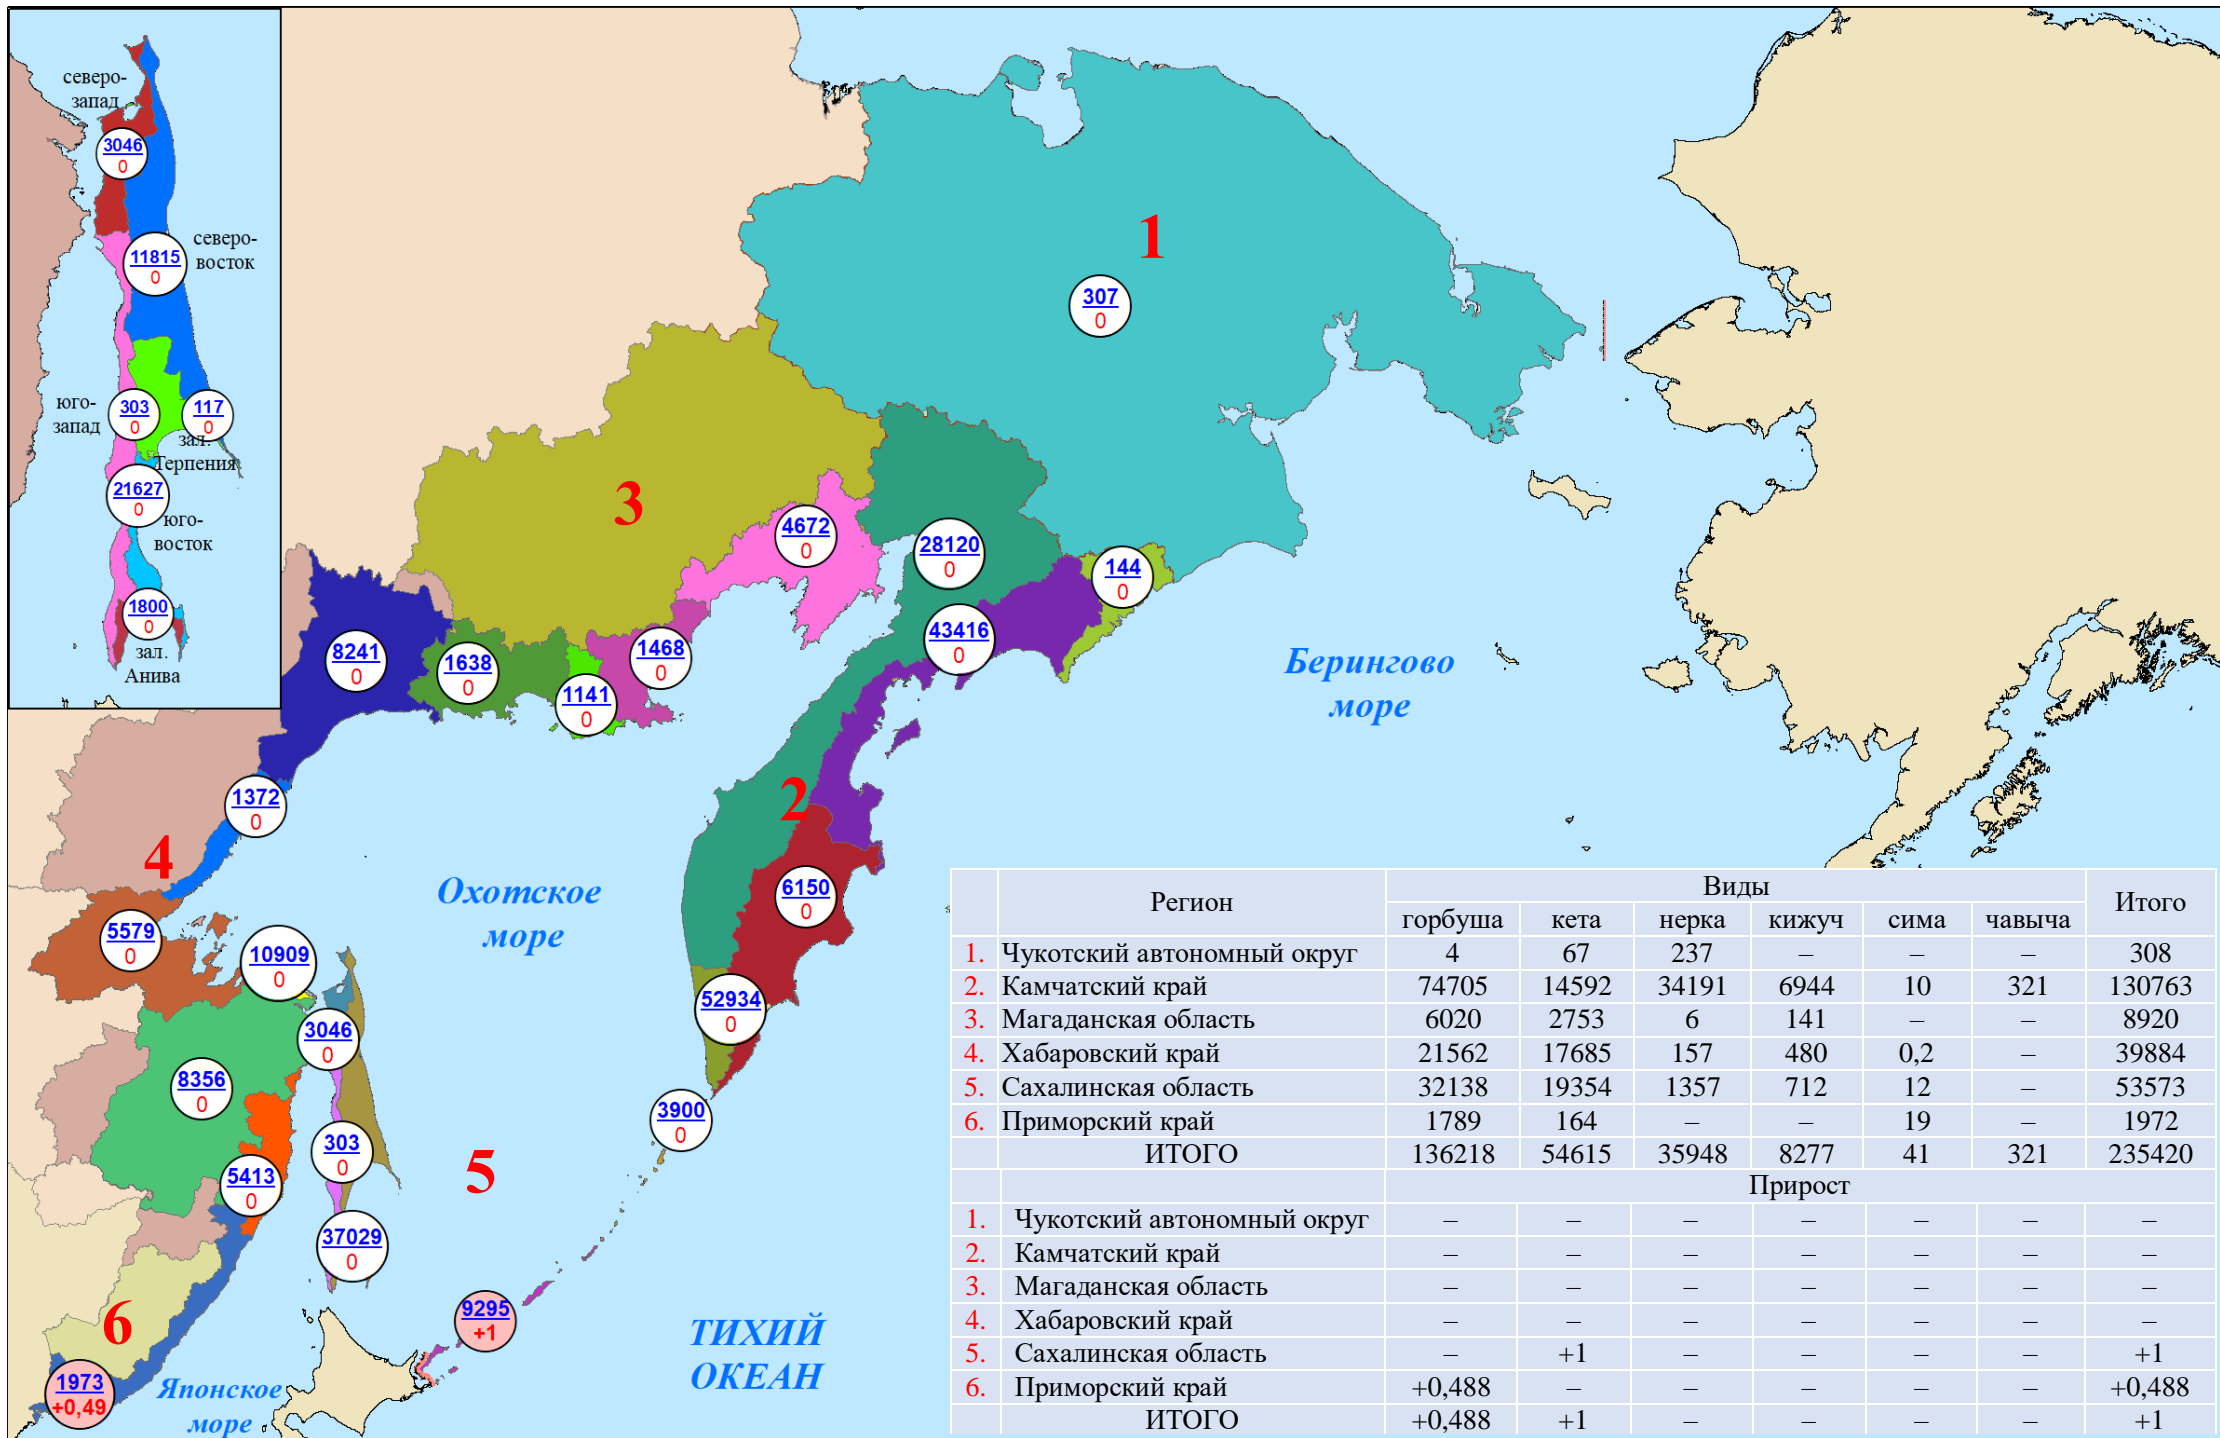 северо-
запад
3046
0
северо-
восток
11815
0
юго-
запад
303
0
117
0
зал.
Терпения
21627
0
юго-
восток
1800
0
зал.
Анива
1
307
0
3
4672
0
28120
0
144
0
43416
0
8241
0
1638
0
1141
0
1468
0
Берингово
море
1372
0
4
2
Охотское
море
6150
0
5579
0
10909
0
52934
0
3046
0
8356
0
3900
0
303
0
5
5413
0
37029
0
9295
+1
6
ТИХИЙ
ОКЕАН
1973
+0,49
Японское
море
Регион Виды Итого
горбуша кета нерка кижуч сима чавыча
1. Чукотский автономный округ 4 67 237 – – – 308
2. Камчатский край 74705 14592 34191 6944 10 321 130763
3. Магаданская область 6020 2753 6 141 – – 8920
4. Хабаровский край 21562 17685 157 480 0,2 – 39884
5. Сахалинская область 32138 19354 1357 712 12 – 53573
6. Приморский край 1789 164 – – 19 – 1972
ИТОГО 136218 54615 35948 8277 41 321 235420
Прирост
1. Чукотский автономный округ – – – – – – –
2. Камчатский край – – – – – – –
3. Магаданская область – – – – – – –
4. Хабаровский край – – – – – – –
5. Сахалинская область – +1 – – – – +1
6. Приморский край +0,488 – – – – – +0,488
ИТОГО +0,488 +1 – – – – +1